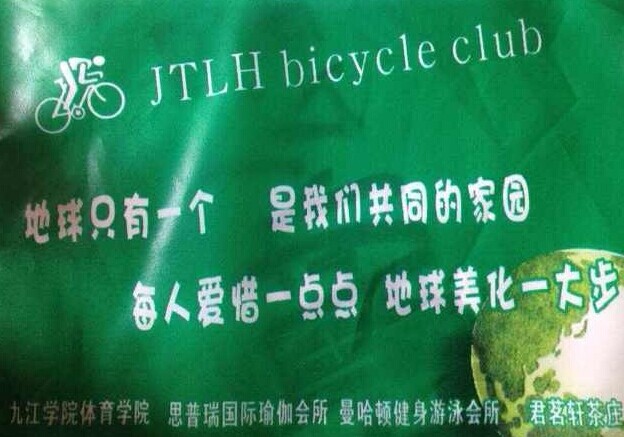 JTLH bicycle club
地球只有一个 是我们共同的家园
每人爱惜一点点 地球美化一大步
九江学院体育学院 思普瑞国际瑜伽会所 曼哈顿健身游泳会所 君茗轩茶庄